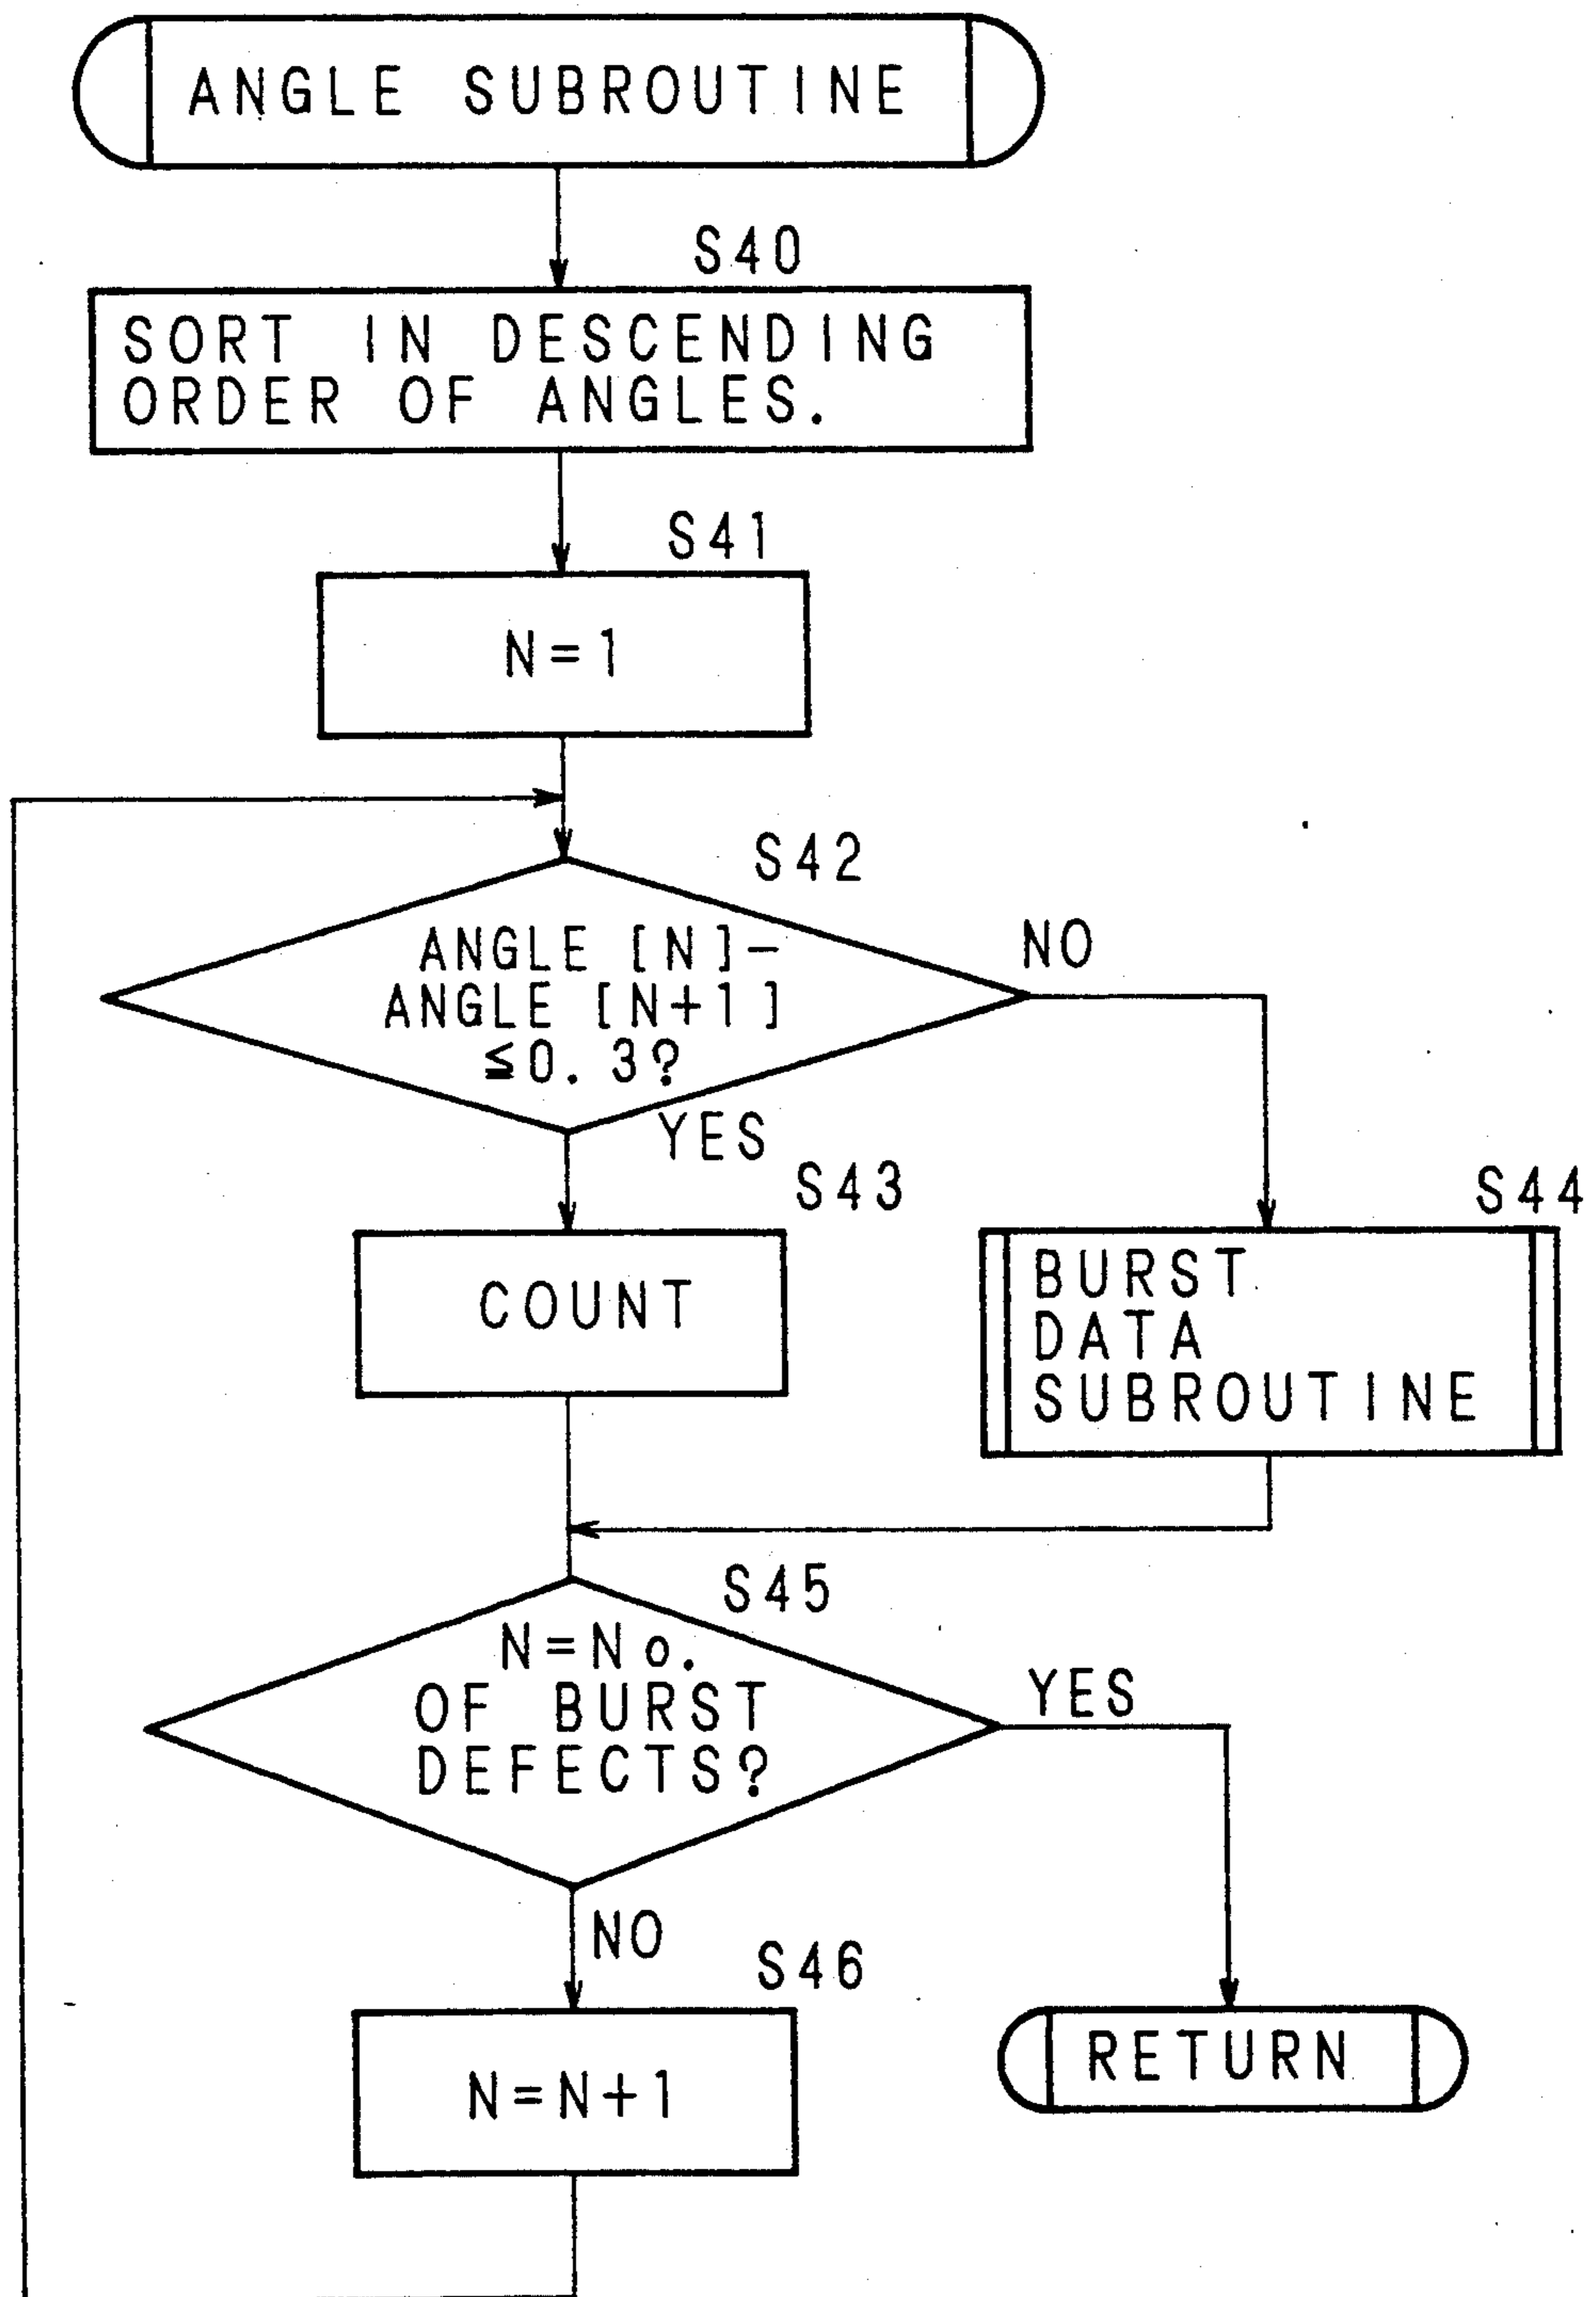 ANGLE SUBROUTINE
S40
SORT IN DESCENDING
ORDER OF ANGLES.
S41
N=1
S42
ANGLE [N]-
ANGLE [N+1]
≦0.3?
NO
YES
S43
COUNT
S44
BURST
DATA
SUBROUTINE
S45
N=No.
OF BURST
DEFECTS?
YES
NO
S46
N=N+1
RETURN